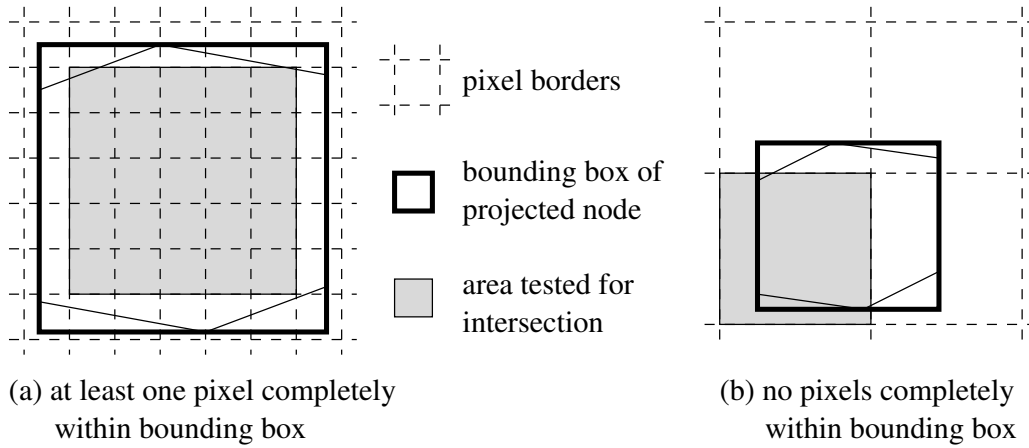 pixel borders
bounding box of
projected node
area tested for
intersection
(a) at least one pixel completely
within bounding box
(b) no pixels completely
within bounding box